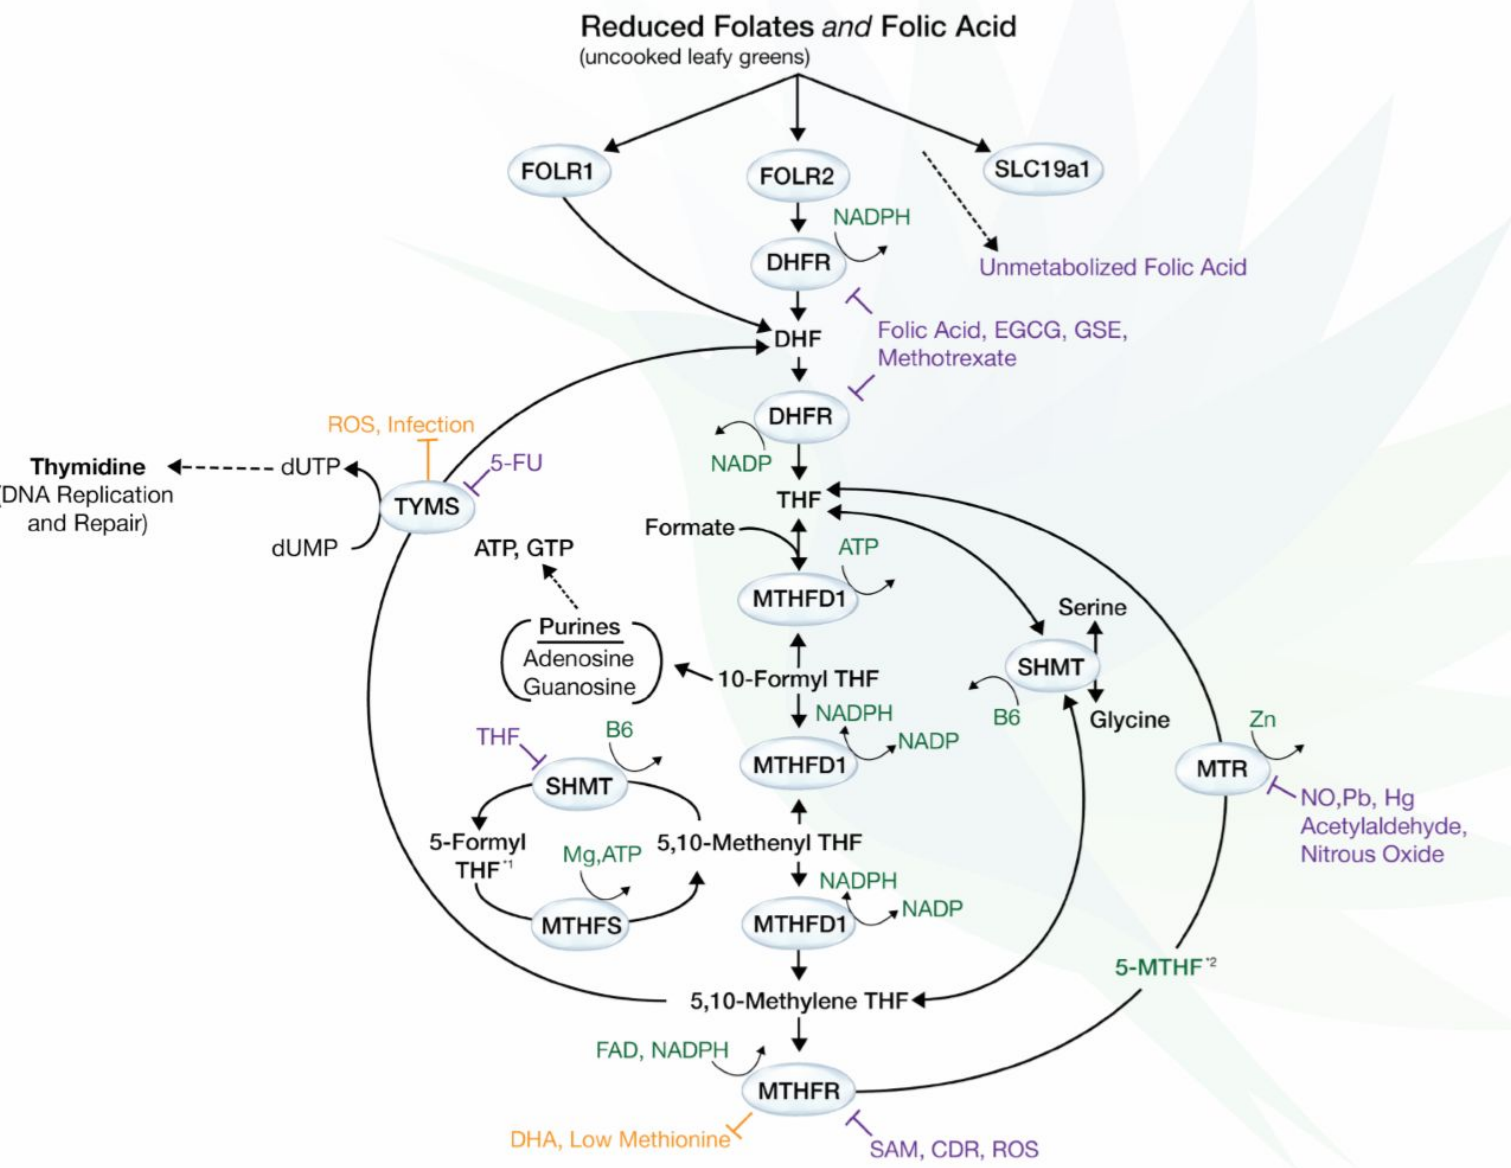 Reduced Folates and Folic Acid
(uncooked leafy greens)
FOLR1
FOLR2
SLC19a1
NADPH
DHFR
Unmetabolized Folic Acid
Folic Acid, EGCG, GSE,
Methotrexate
DHF
DHFR
NADP
ROS, Infection
5-FU
Thymidine
(DNA Replication
and Repair)
dUTP
TYMS
dUMP
THF
Formate
ATP, GTP
ATP
MTHFD1
Purines
Adenosine
Guanosine
10-Formyl THF
Serine
SHMT
B6
Glycine
NADPH
NADP
MTHFD1
THF
B6
SHMT
Zn
MTR
NO,Pb, Hg
Acetylaldehyde,
Nitrous Oxide
5-Formyl
THF*1
5,10-Methenyl THF
Mg,ATP
MTHFS
NADPH
NADP
MTHFD1
5-MTHF*2
5,10-Methylene THF
FAD, NADPH
MTHFR
DHA, Low Methionine
SAM, CDR, ROS